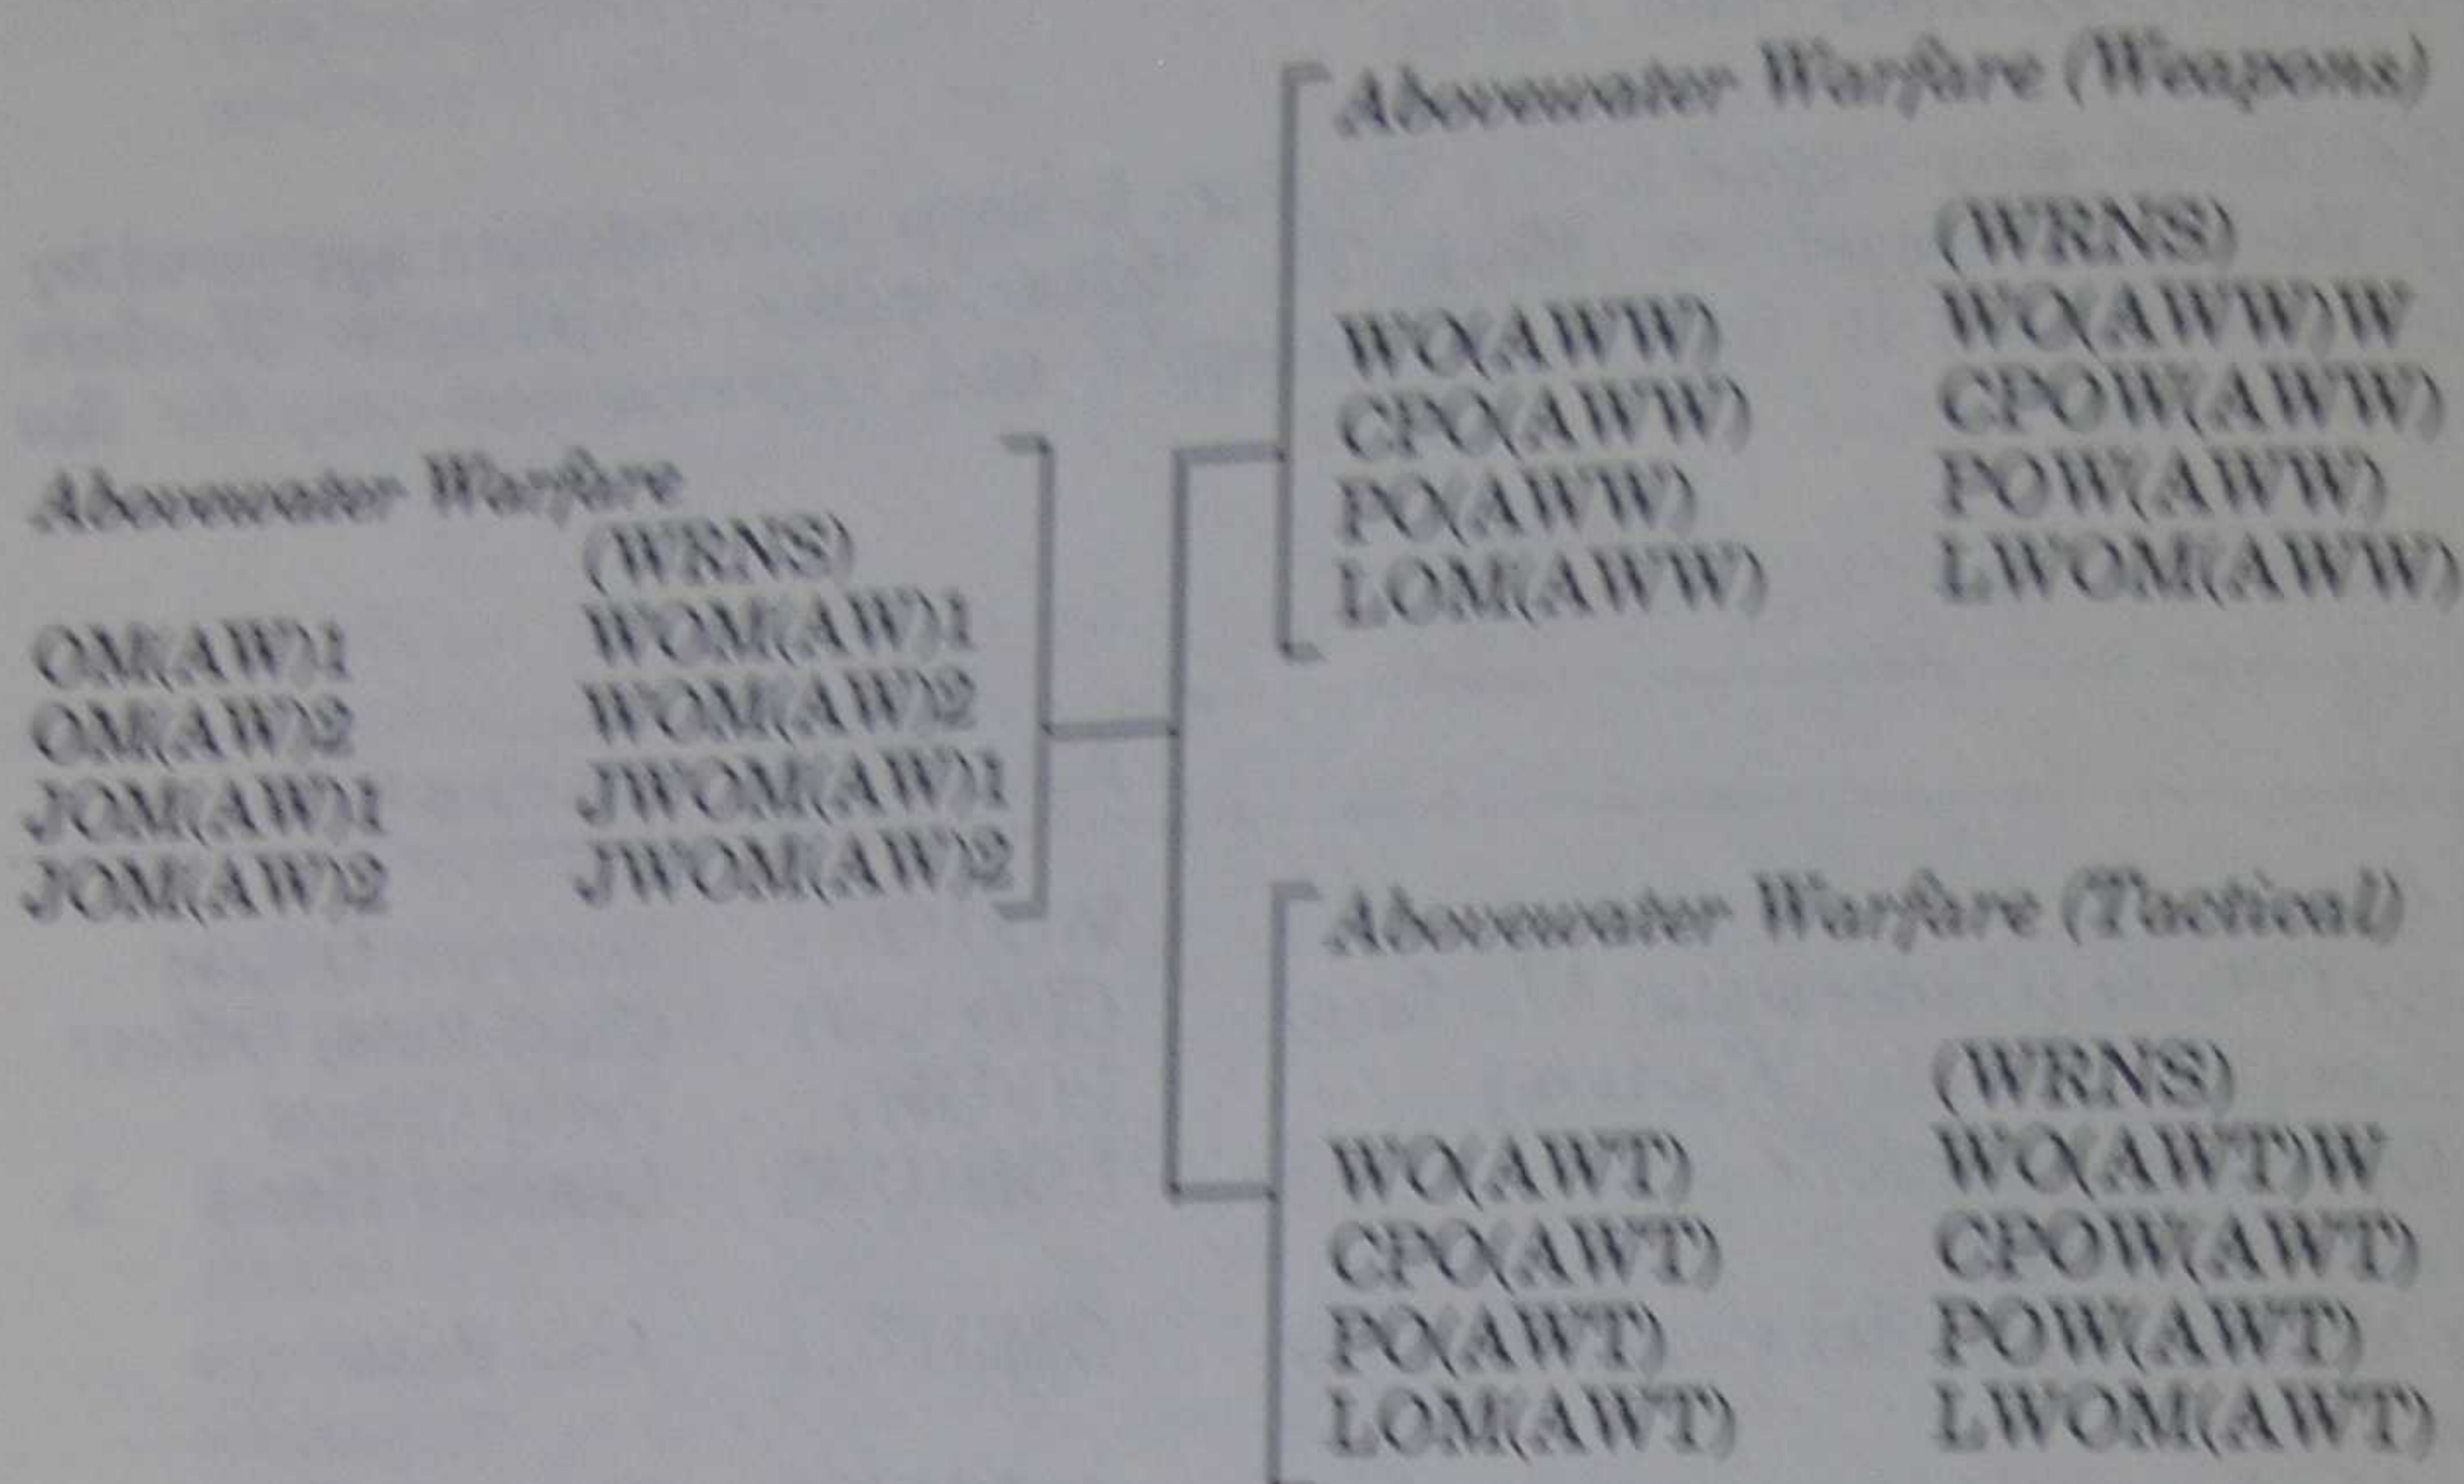 Abovewater Warfare
(WRNS)
OM(AW)1 WOM(AW)1
OM(AW)2 WOM(AW)2
JOM(AW)1 JWOM(AW)1
JOM(AW)2 JWOM(AW)2
Abovewater Warfare (Weapons)
(WRNS)
WO(AWW) WO(AWW)W
CPO(AWW) CPOW(AWW)
PO(AWW) POW(AWW)
LOM(AWW) LWOM(AWW)
Abovewater Warfare (Tactical)
(WRNS)
WO(AWT) WO(AWT)W
CPO(AWT) CPOW(AWT)
PO(AWT) POW(AWT)
LOM(AWT) LWOM(AWT)